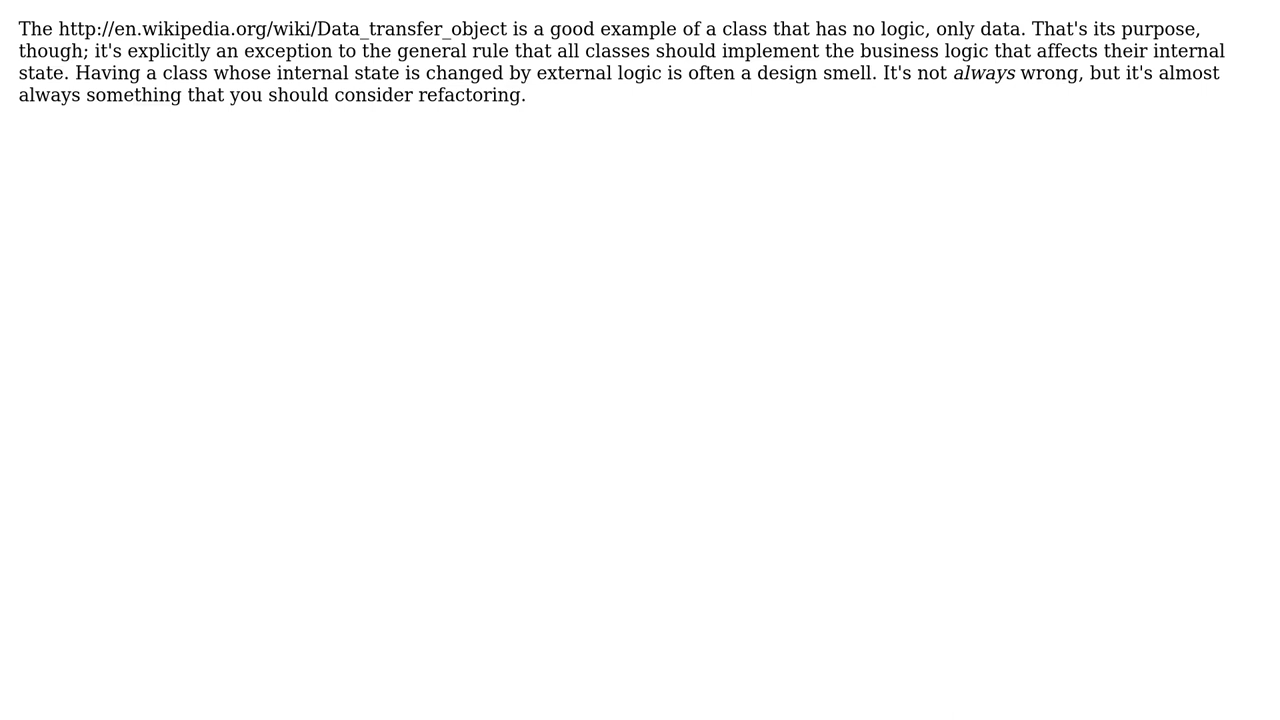 The http://en.wikipedia.org/wiki/Data_transfer_object is a good example of a class that has no logic, only data. That's its purpose,
though; it's explicitly an exception to the general rule that all classes should implement the business logic that affects their internal
state. Having a class whose internal state is changed by external logic is often a design smell. It's not always wrong, but it's almost
always something that you should consider refactoring.